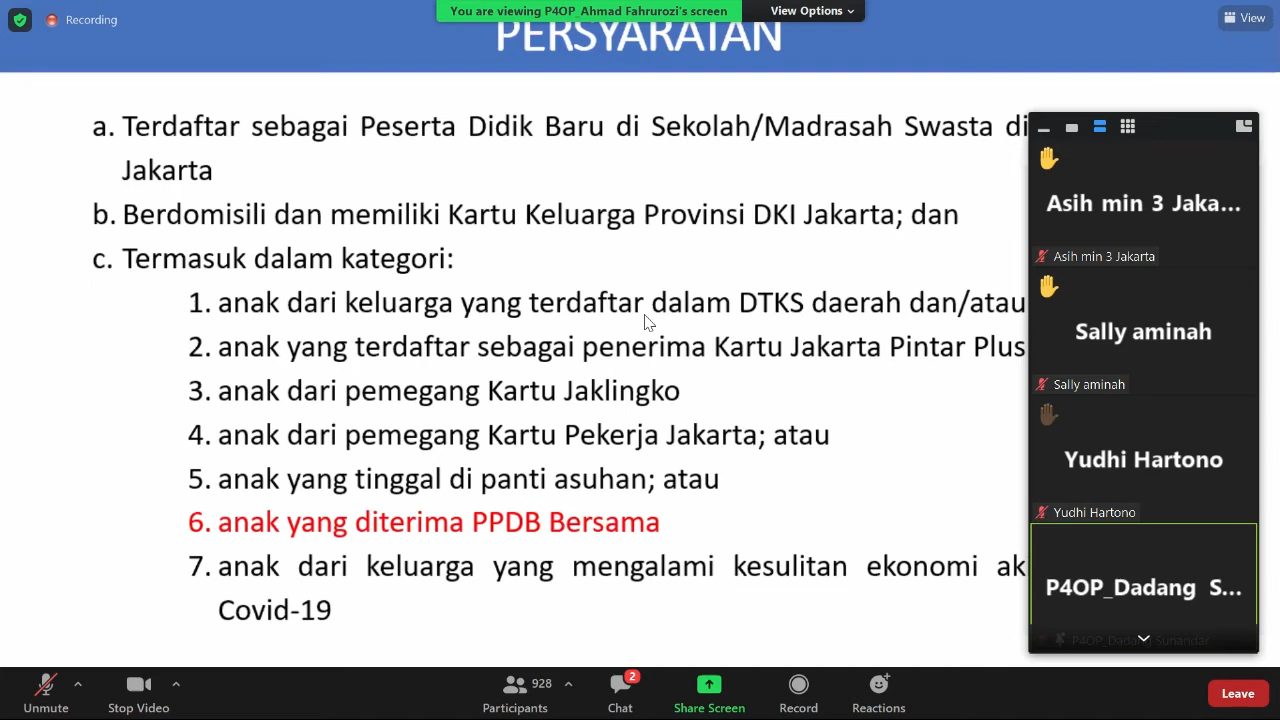 Recording
You are viewing P4OP_Ahmad Fahrurozi's screen
View Options
View
PERSYARATAN
a. Terdaftar sebagai Peserta Didik Baru di Sekolah/Madrasah Swasta di
Jakarta
b. Berdomisili dan memiliki Kartu Keluarga Provinsi DKI Jakarta; dan
c. Termasuk dalam kategori:
1. anak dari keluarga yang terdaftar dalam DTKS daerah dan/atau
2. anak yang terdaftar sebagai penerima Kartu Jakarta Pintar Plus
3. anak dari pemegang Kartu Jaklingko
4. anak dari pemegang Kartu Pekerja Jakarta; atau
5. anak yang tinggal di panti asuhan; atau
6. anak yang diterima PPDB Bersama
7. anak dari keluarga yang mengalami kesulitan ekonomi ak
Covid-19
Asih min 3 Jaka...
Asih min 3 Jakarta
Sally aminah
Sally aminah
Yudhi Hartono
Yudhi Hartono
P4OP_Dadang S...
P4OP_Dadang Sunandar
Unmute
Stop Video
928
Participants
2
Chat
Share Screen
Record
Reactions
Leave